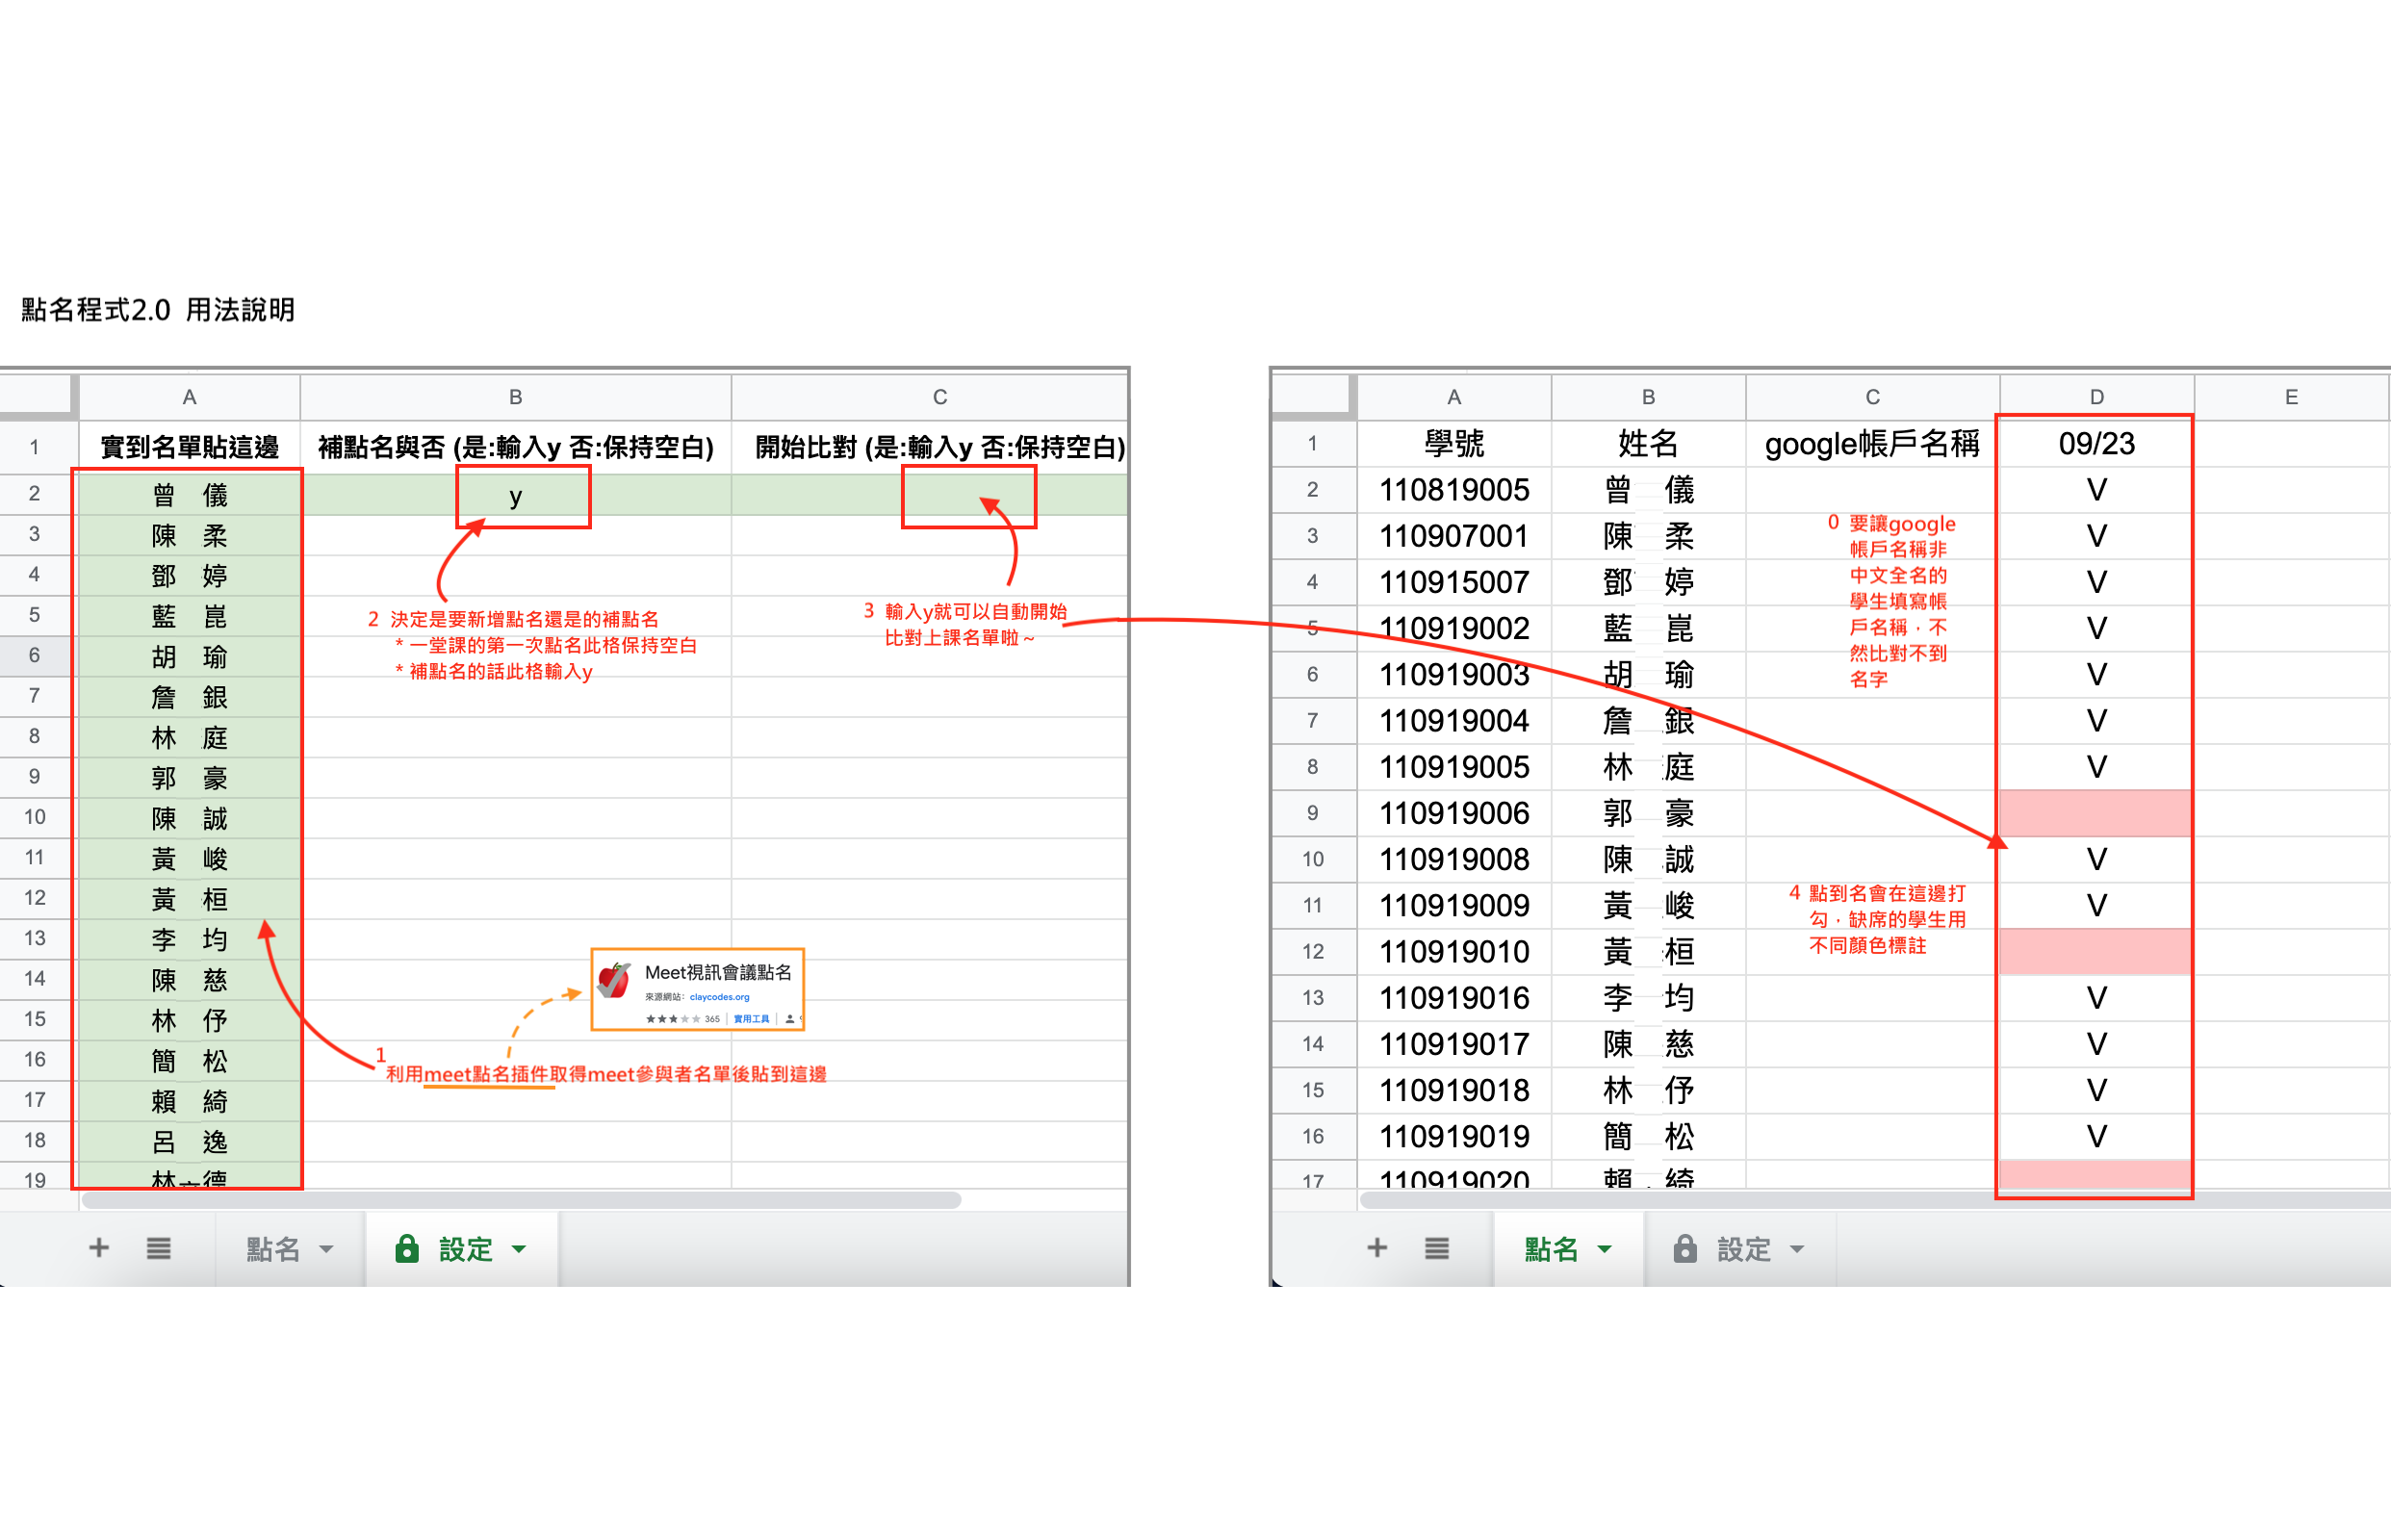 點名程式2.0 用法說明
A B C
1 實到名單貼這邊 補點名與否 (是:輸入y 否:保持空白) 開始比對 (是:輸入y 否:保持空白)
2 曾 儀 y
3 陳 柔
4 鄧 婷
5 藍 崑
6 胡 瑜
7 詹 銀
8 林 庭
9 郭 豪
10 陳 誠
11 黃 峻
12 黃 桓
13 李 均
14 陳 慈
15 林 伃
16 簡 松
17 賴 綺
18 呂 逸
19 林 德
2 決定是要新增點名還是的補點名
* 一堂課的第一次點名此格保持空白
* 補點名的話此格輸入y
3 輸入y就可以自動開始
比對上課名單啦～
Meet視訊會議點名
來源網站: claycodes.org
365 實用工具
1
利用meet點名插件取得meet參與者名單後貼到這邊
點名 設定
A B C D E
1 學號 姓名 google帳戶名稱 09/23
2 110819005 曾 儀 V
3 110907001 陳 柔 V
4 110915007 鄧 婷 V
5 110919002 藍 崑 V
6 110919003 胡 瑜 V
7 110919004 詹 銀 V
8 110919005 林 庭 V
9 110919006 郭 豪
10 110919008 陳 誠 V
11 110919009 黃 峻 V
12 110919010 黃 桓
13 110919016 李 均 V
14 110919017 陳 慈 V
15 110919018 林 伃 V
16 110919019 簡 松 V
17 110919020 賴 綺
0 要讓google
帳戶名稱非
中文全名的
學生填寫帳
戶名稱，不
然比對不到
名字
4 點到名會在這邊打
勾，缺席的學生用
不同顏色標註
點名 設定